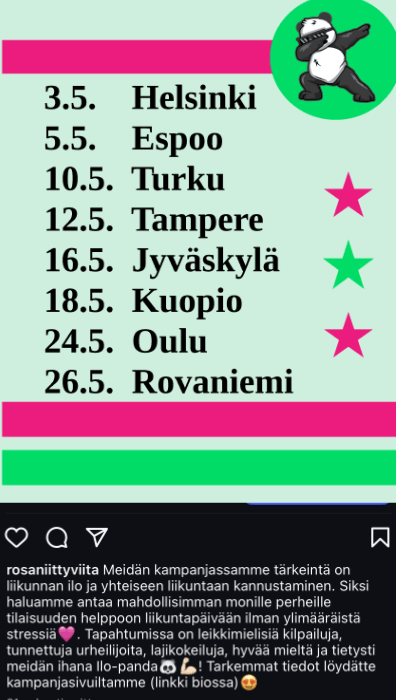 3.5. Helsinki
5.5. Espoo
10.5. Turku
12.5. Tampere
16.5. Jyväskylä
18.5. Kuopio
24.5. Oulu
26.5. Rovaniemi
rosaniittyviita Meidän kampanjassamme tärkeintä on
liikunnan ilo ja yhteiseen liikuntaan kannustaminen. Siksi
haluamme antaa mahdollisimman monille perheille
tilaisuuden helppoon liikuntapäivään ilman ylimääräistä
stressiä🩷. Tapahtumissa on leikkimielisiä kilpailuja,
tunnettuja urheilijoita, lajikokeiluja, hyvää mieltä ja tietysti
meidän ihana Ilo-panda🐼💪🏻! Tarkemmat tiedot löydätte
kampanjasivuiltamme (linkki biossa)😍